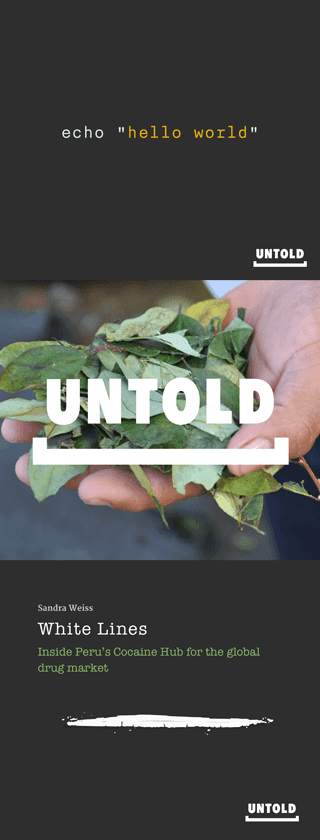 echo "hello world"
UNTOLD
UNTOLD
Sandra Weiss
White Lines
Inside Peru's Cocaine Hub for the global
drug market
UNTOLD